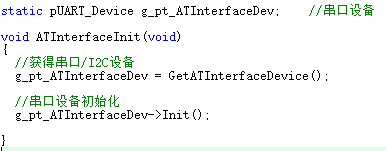 static pUART_Device g_pt_ATInterfaceDev;    //串口设备
void ATInterfaceInit(void)
{
//获得串口/I2C设备
g_pt_ATInterfaceDev = GetATInterfaceDevice();
//串口设备初始化
g_pt_ATInterfaceDev->Init();
}